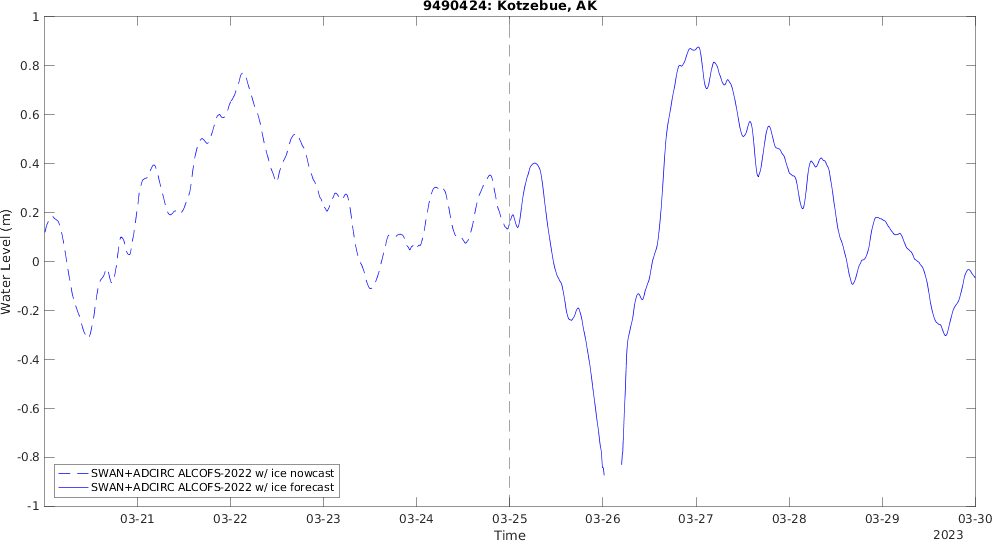 9490424: Kotzebue, AK
1
0.8
0.6
0.4
0.2
0
-0.2
-0.4
-0.6
-0.8
-1
Water Level (m)
SWAN+ADCIRC ALCOFS-2022 w/ ice nowcast
SWAN+ADCIRC ALCOFS-2022 w/ ice forecast
03-21 03-22 03-23 03-24 03-25 03-26 03-27 03-28 03-29 03-30
Time
2023